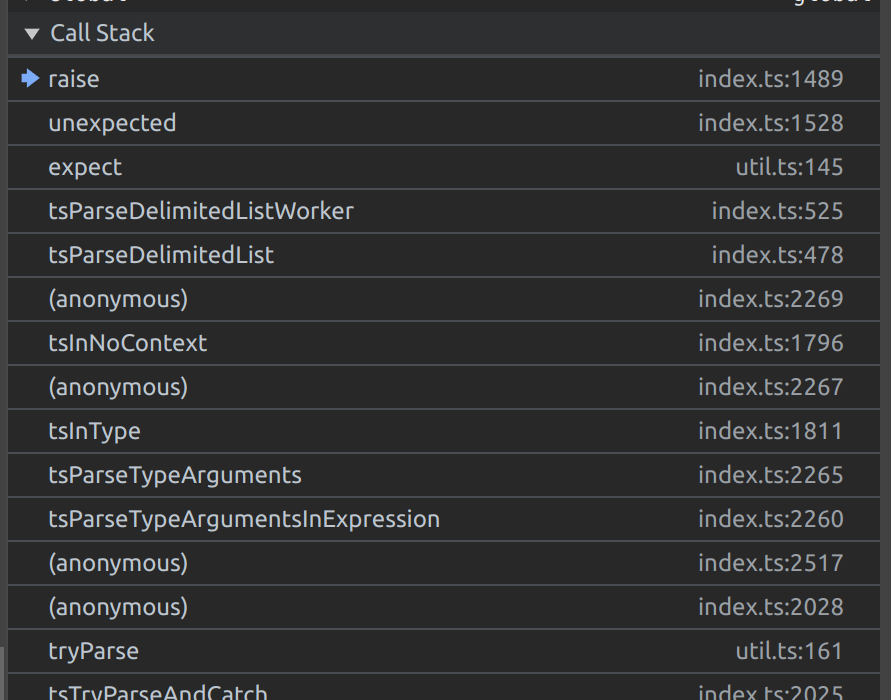 Call Stack
raise index.ts:1489
unexpected index.ts:1528
expect util.ts:145
tsParseDelimitedListWorker index.ts:525
tsParseDelimitedList index.ts:478
(anonymous) index.ts:2269
tsInNoContext index.ts:1796
(anonymous) index.ts:2267
tsInType index.ts:1811
tsParseTypeArguments index.ts:2265
tsParseTypeArgumentsInExpression index.ts:2260
(anonymous) index.ts:2517
(anonymous) index.ts:2028
tryParse util.ts:161
tsTryParseAndCatch index.ts:2025